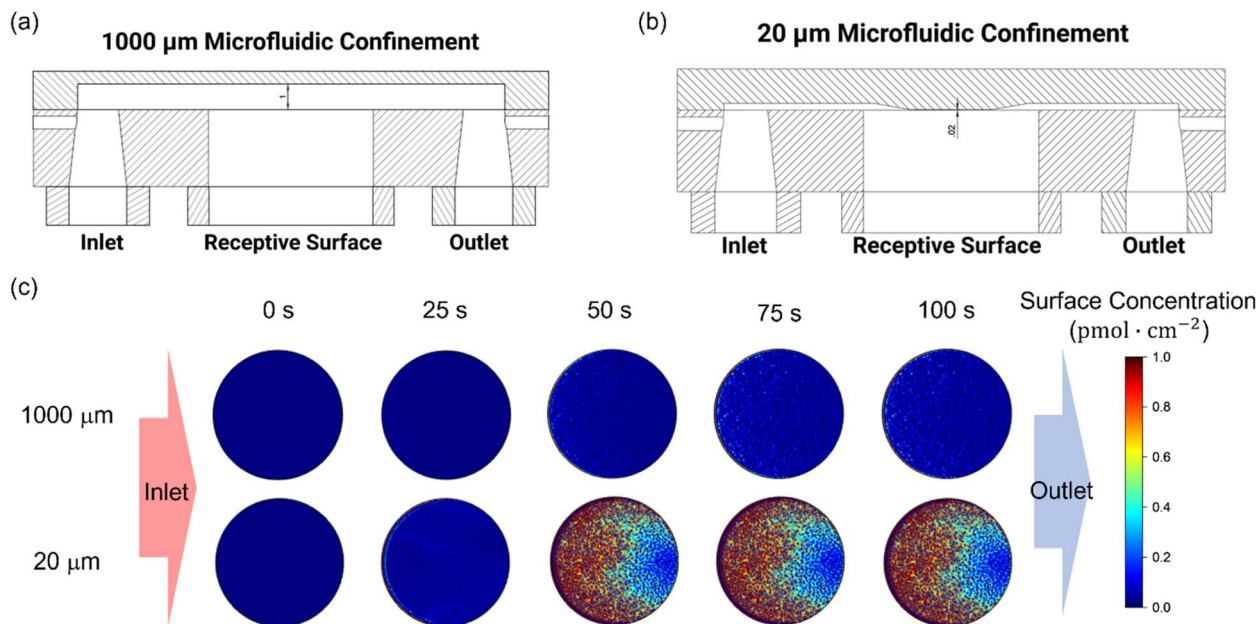 (a)
1000 μm Microfluidic Confinement
1
Inlet
Receptive Surface
Outlet
(b)
20 μm Microfluidic Confinement
.02
Inlet
Receptive Surface
Outlet
(c)
0 s
25 s
50 s
75 s
100 s
Surface Concentration
(pmol · cm⁻²)
1000 μm
20 μm
Inlet
Outlet
1.0
0.8
0.6
0.4
0.2
0.0